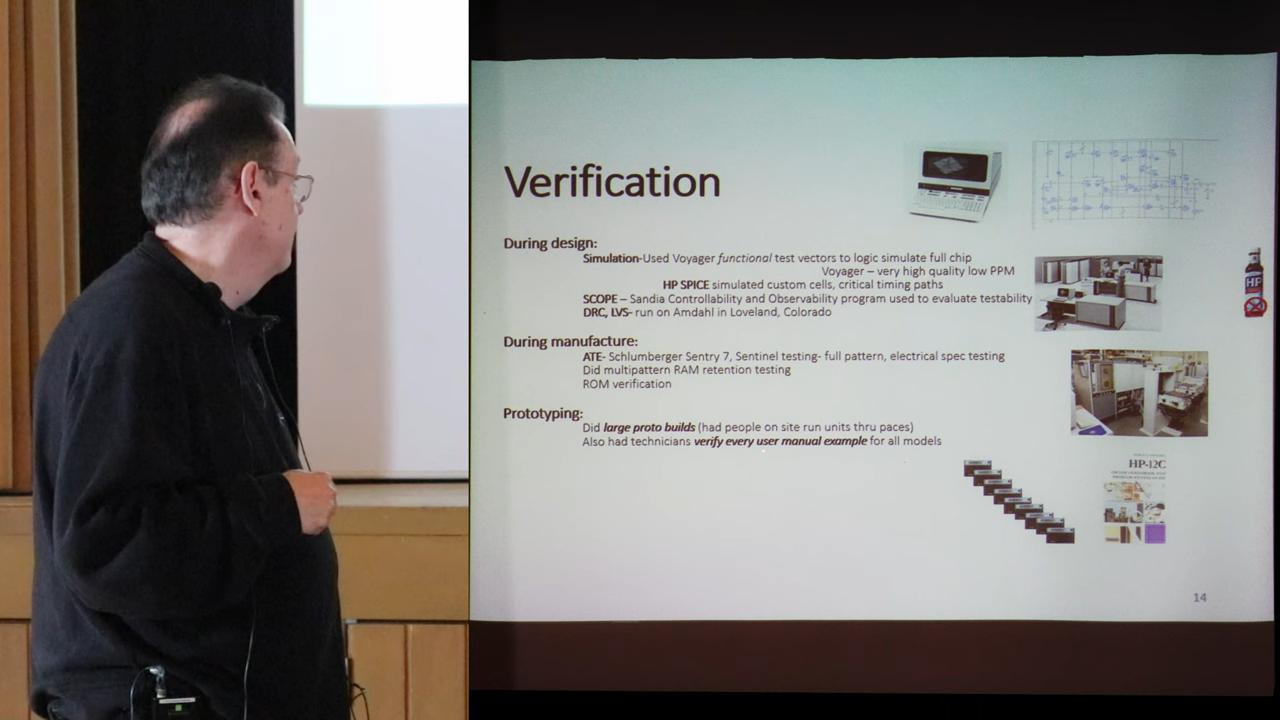 Verification
During design:
Simulation-Used Voyager functional test vectors to logic simulate full chip
Voyager – very high quality low PPM
HP SPICE simulated custom cells, critical timing paths
SCOPE – Sandia Controllability and Observability program used to evaluate testability
DRC, LVS- run on Amdahl in Loveland, Colorado
HP
During manufacture:
ATE- Schlumberger Sentry 7, Sentinel testing- full pattern, electrical spec testing
Did multipattern RAM retention testing
ROM verification
Prototyping:
Did large proto builds (had people on site run units thru paces)
Also had technicians verify every user manual example for all models
HP-12C
14